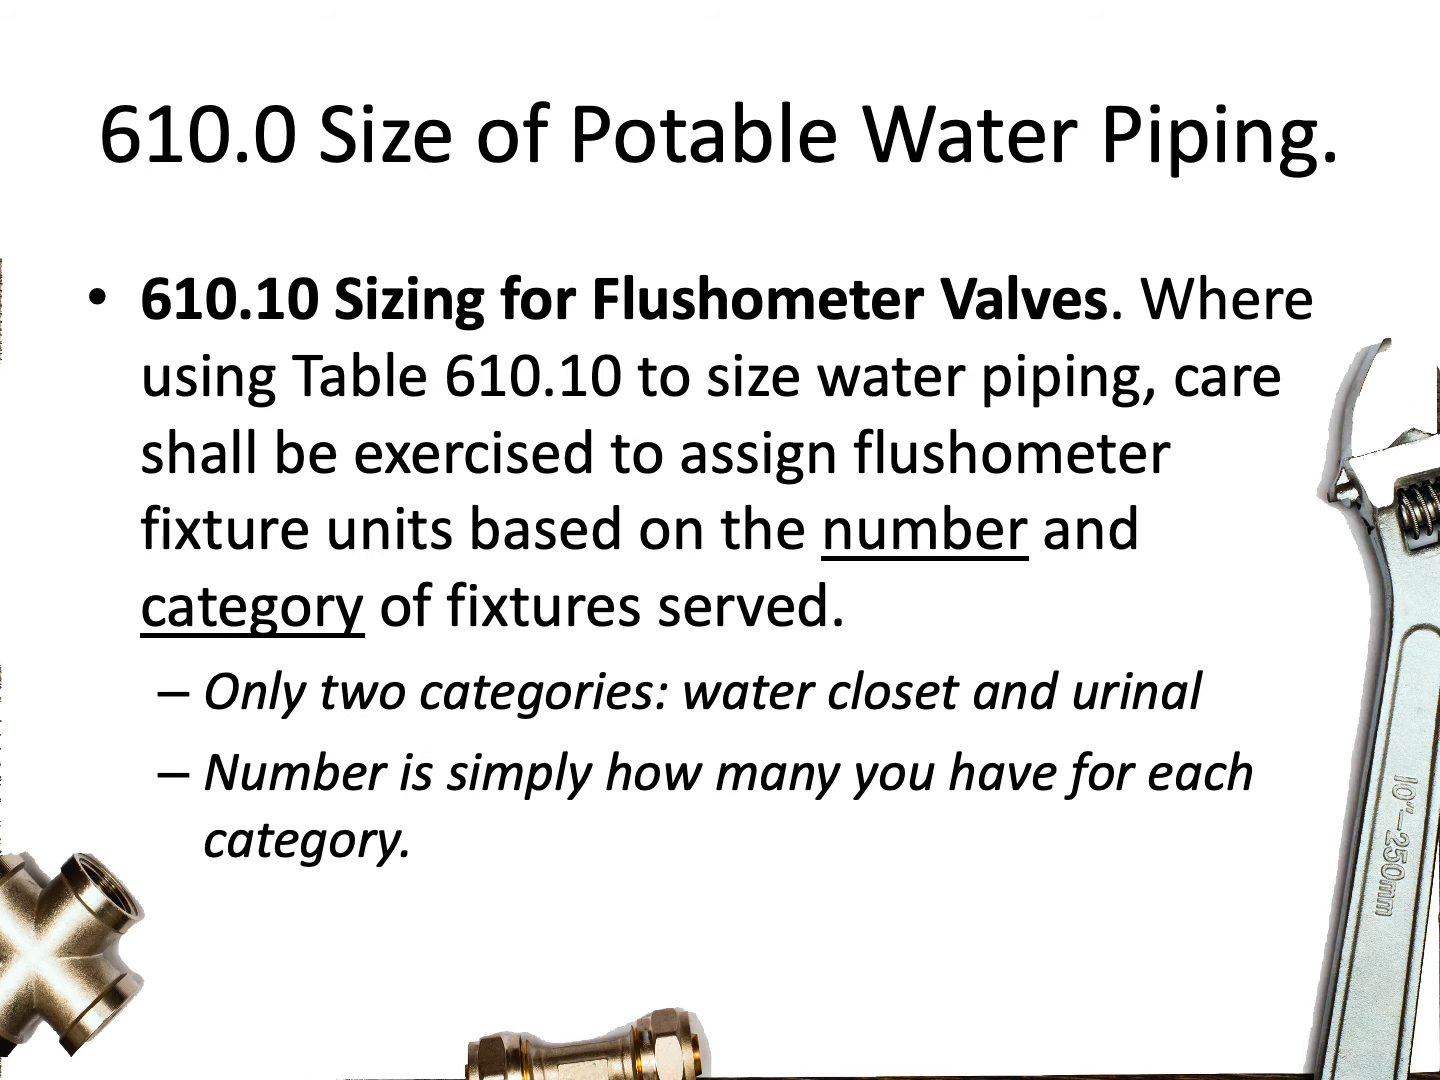 610.0 Size of Potable Water Piping.
• 610.10 Sizing for Flushometer Valves. Where
using Table 610.10 to size water piping, care
shall be exercised to assign flushometer
fixture units based on the number and
category of fixtures served.
– Only two categories: water closet and urinal
– Number is simply how many you have for each
category.
10"–250mm